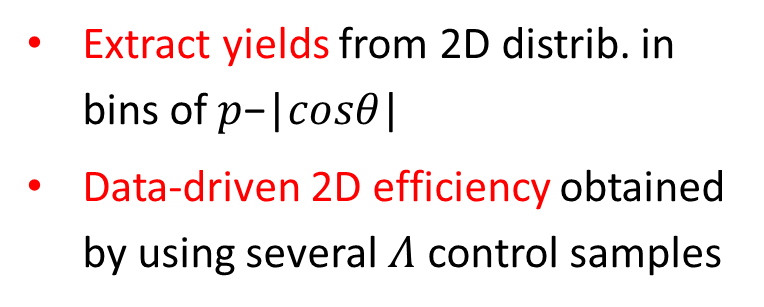 • Extract yields from 2D distrib. in
bins of p−|cosθ|
• Data-driven 2D efficiency obtained
by using several Λ control samples